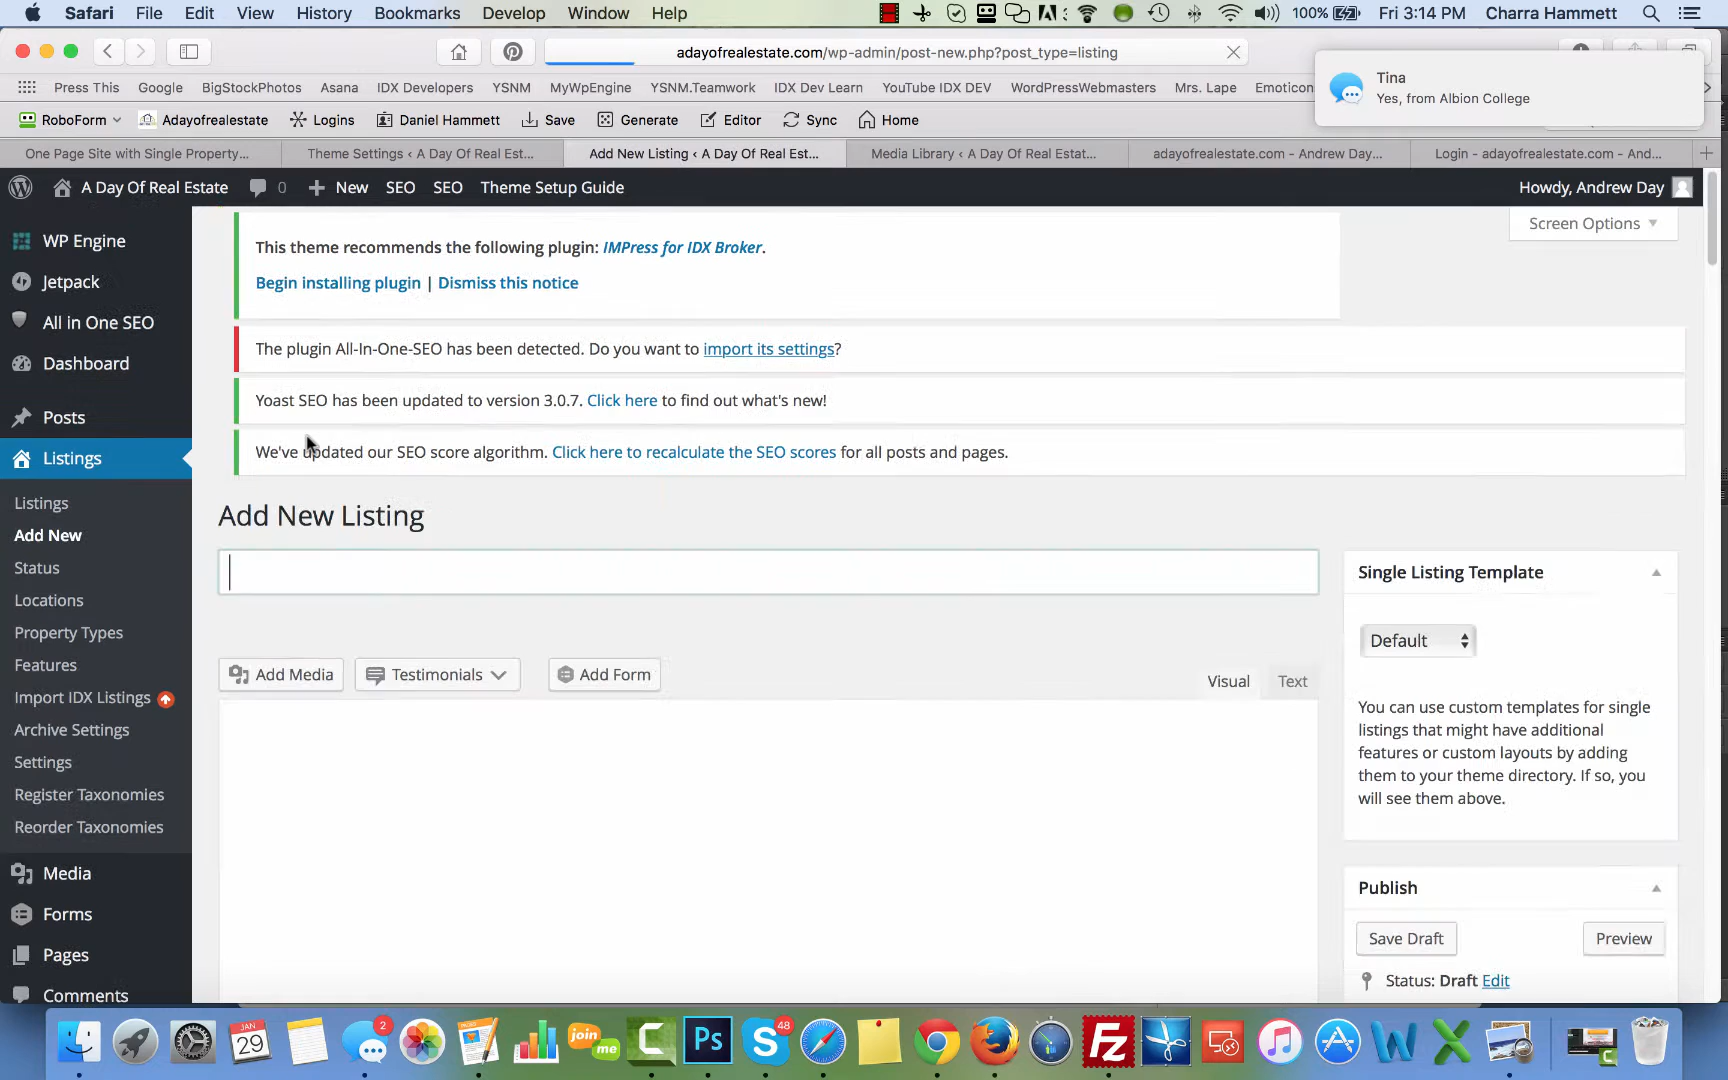 Safari File Edit View History Bookmarks Develop Window Help 100% Fri 3:14 PM Charra Hammett
adayofrealestate.com/wp-admin/post-new.php?post_type=listing
Tina
Yes, from Albion College
Press This Google BigStockPhotos Asana IDX Developers YSNM MyWpEngine YSNM.Teamwork IDX Dev Learn YouTube IDX DEV WordPressWebmasters Mrs. Lape Emoticon
RoboForm Adayofrealestate Logins Daniel Hammett Save Generate Editor Sync Home
One Page Site with Single Property... Theme Settings ‹ A Day Of Real Est... Add New Listing ‹ A Day Of Real Est... Media Library ‹ A Day Of Real Estat... adayofrealestate.com - Andrew Day... Login - adayofrealestate.com - And...
A Day Of Real Estate 0 New SEO SEO Theme Setup Guide Howdy, Andrew Day
Screen Options
WP Engine
Jetpack
All in One SEO
Dashboard
Posts
Listings
Listings
Add New
Status
Locations
Property Types
Features
Import IDX Listings
Archive Settings
Settings
Register Taxonomies
Reorder Taxonomies
Media
Forms
Pages
Comments
This theme recommends the following plugin: IMPress for IDX Broker.
Begin installing plugin | Dismiss this notice
The plugin All-In-One-SEO has been detected. Do you want to import its settings?
Yoast SEO has been updated to version 3.0.7. Click here to find out what's new!
We've updated our SEO score algorithm. Click here to recalculate the SEO scores for all posts and pages.
Add New Listing
Add Media Testimonials Add Form Visual Text
Single Listing Template
Default
You can use custom templates for single
listings that might have additional
features or custom layouts by adding
them to your theme directory. If so, you
will see them above.
Publish
Save Draft Preview
Status: Draft Edit
JAN
29
2
join
me
C
Ps
48
Fz
W
X
C